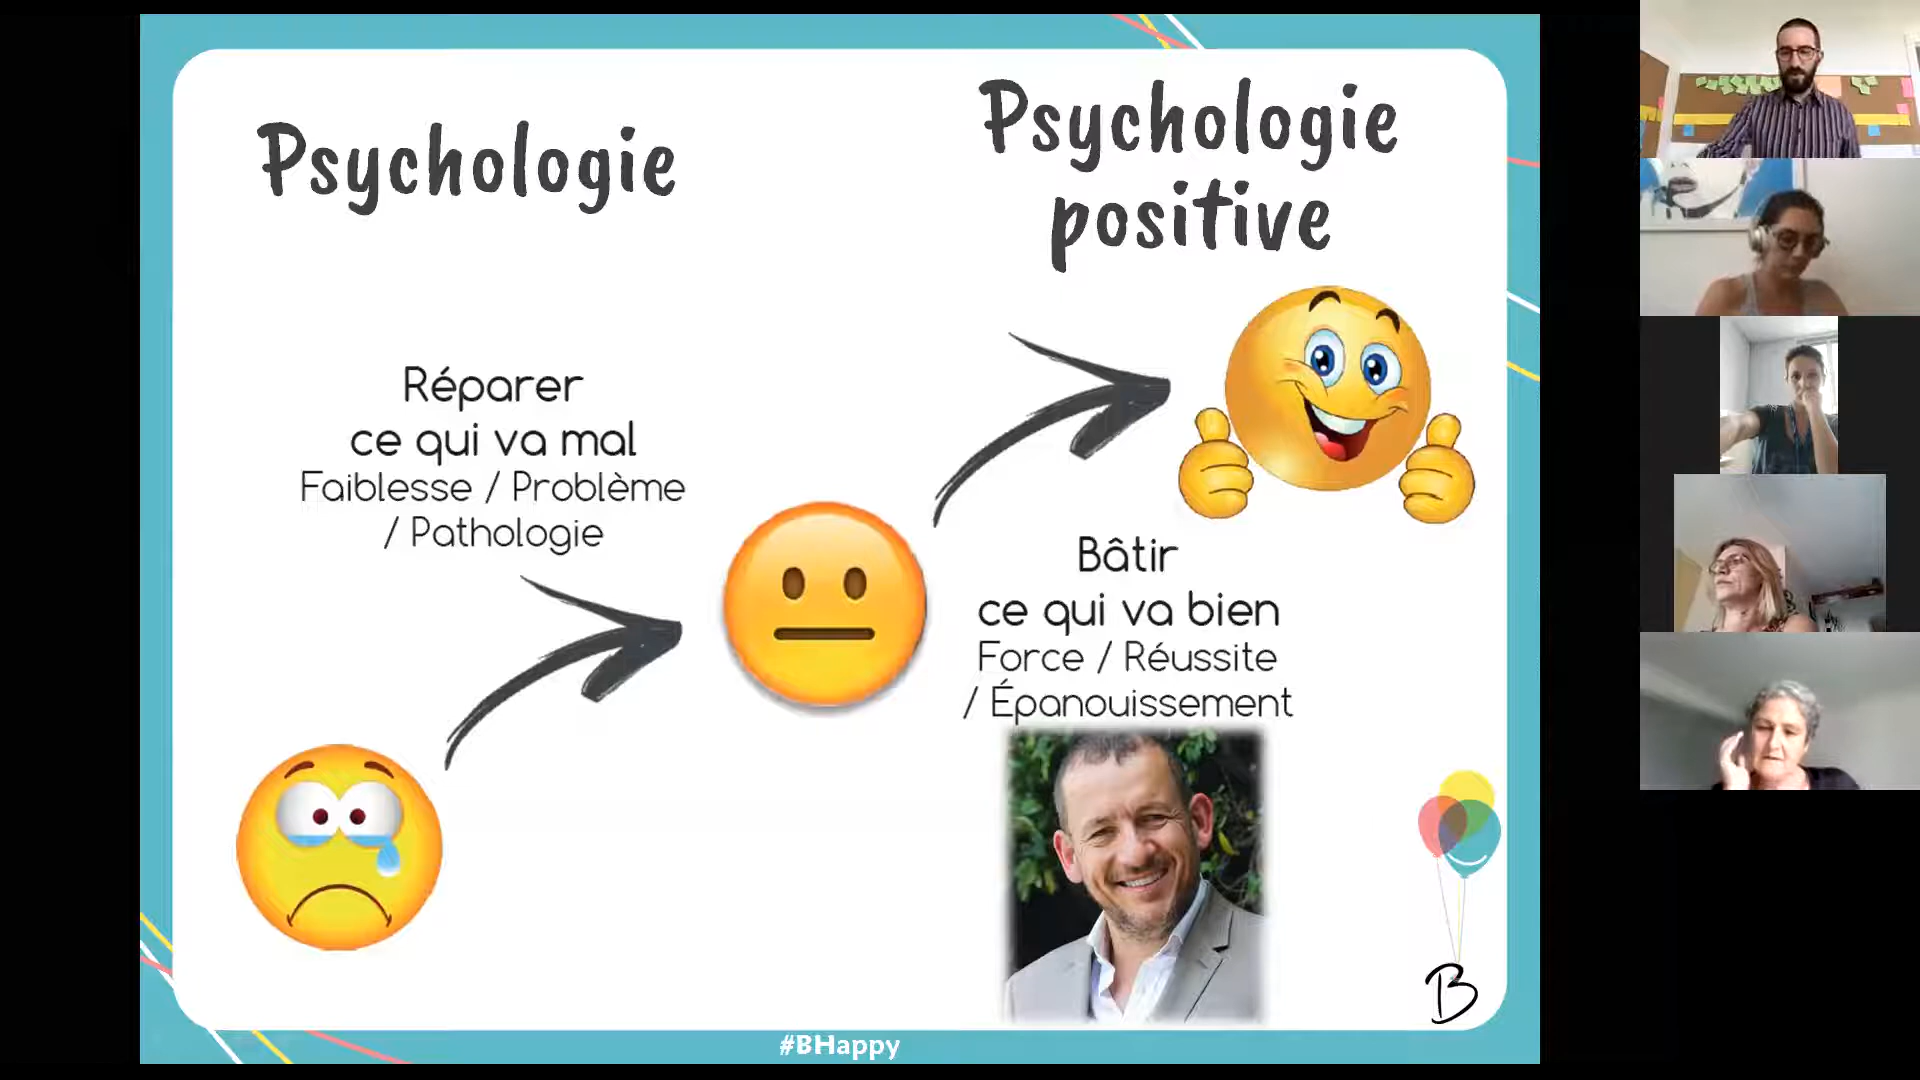 Psychologie
Psychologie
positive
Réparer
ce qui va mal
Faiblesse / Problème
/ Pathologie
Bâtir
ce qui va bien
Force / Réussite
/ Épanouissement
B
#BHappy